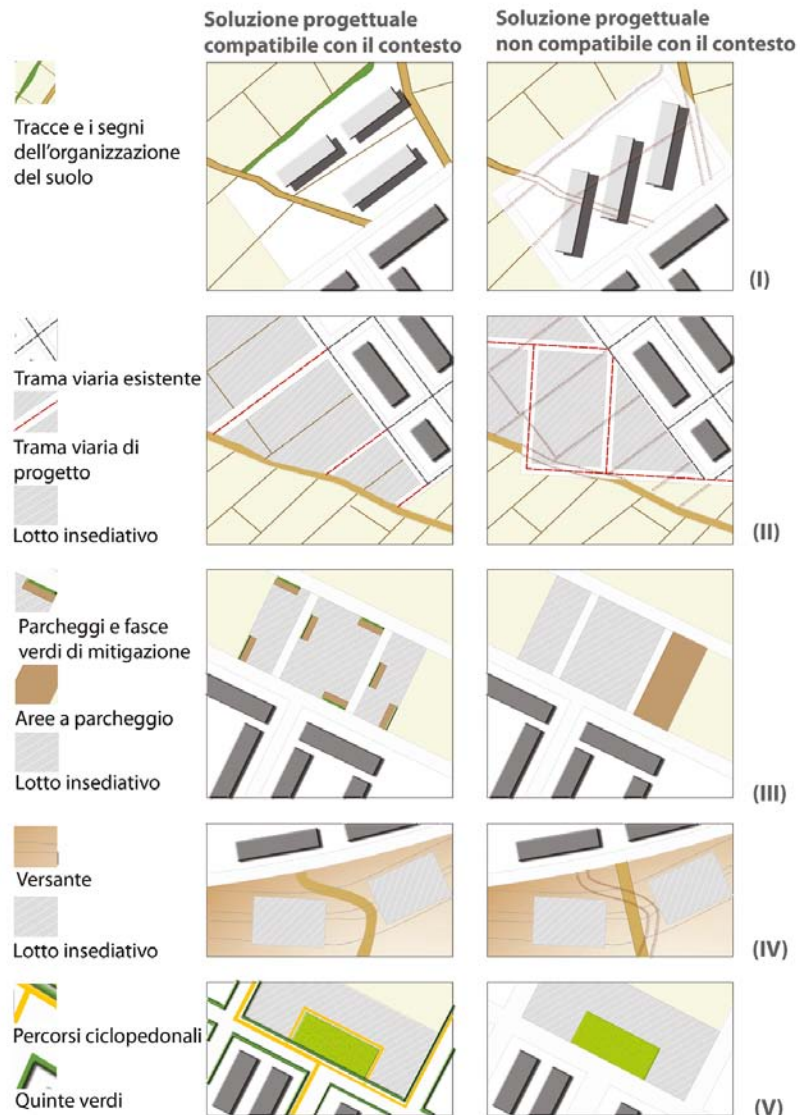 Soluzione progettuale
compatibile con il contesto
Soluzione progettuale
non compatibile con il contesto
Tracce e i segni
dell'organizzazione
del suolo
(I)
Trama viaria esistente
Trama viaria di
progetto
Lotto insediativo
(II)
Parcheggi e fasce
verdi di mitigazione
Aree a parcheggio
Lotto insediativo
(III)
Versante
Lotto insediativo
(IV)
Percorsi ciclopedonali
Quinte verdi
(V)